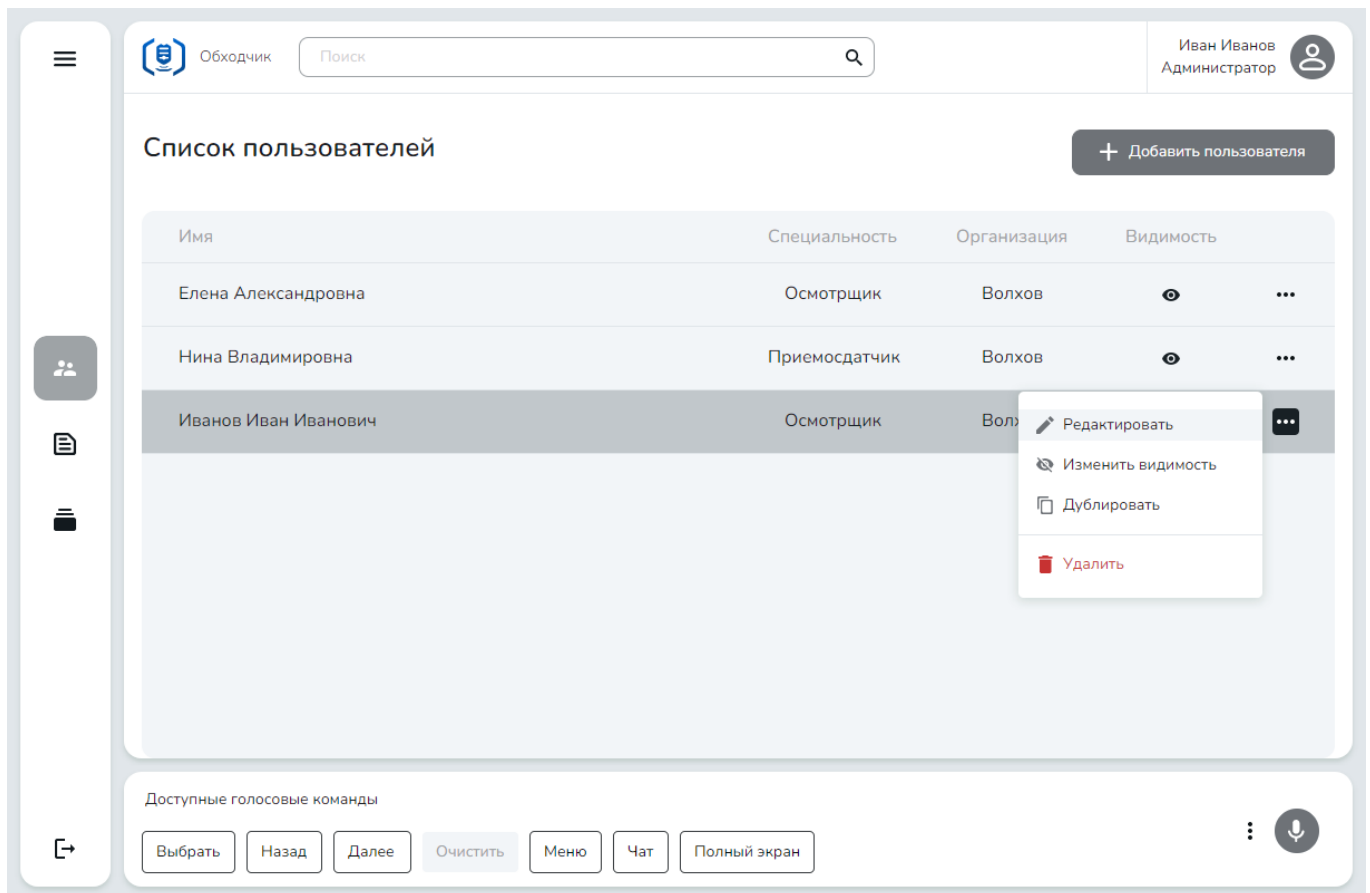 Обходчик
Поиск
Иван Иванов
Администратор
Список пользователей
Добавить пользователя
Имя Специальность Организация Видимость
Елена Александровна Осмотрщик Волхов
Нина Владимировна Приемосдатчик Волхов
Иванов Иван Иванович Осмотрщик
Редактировать
Изменить видимость
Дублировать
Удалить
Доступные голосовые команды
Выбрать Назад Далее Очистить Меню Чат Полный экран